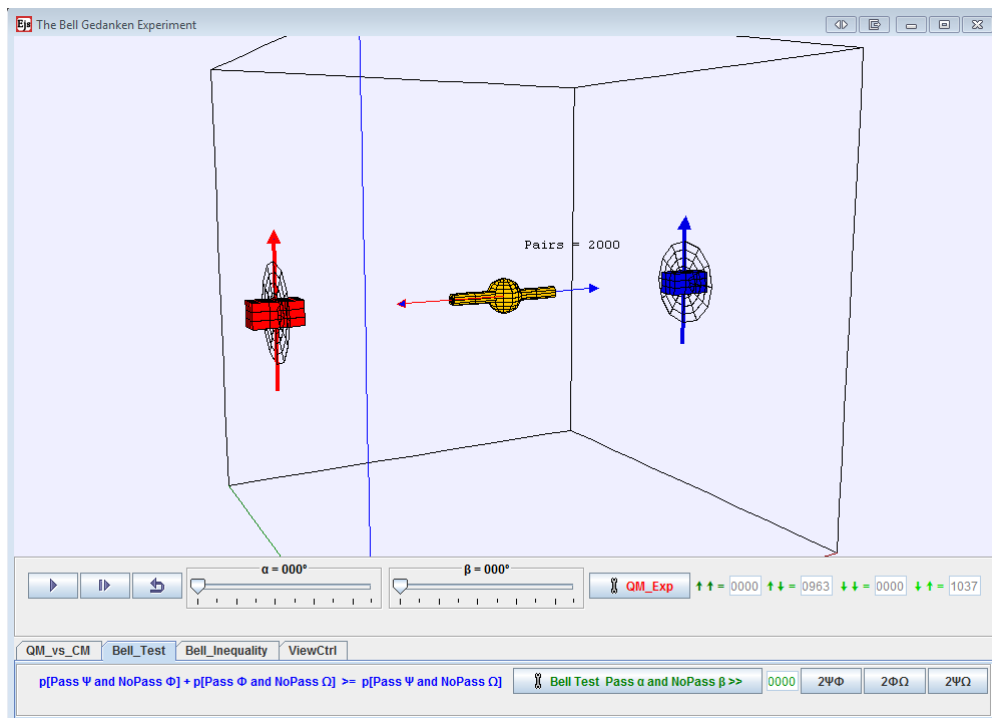 Ejs The Bell Gedanken Experiment
Pairs = 2000
α = 000° β = 000°
QM_Exp ↑↑= 0000 ↑↓= 0963 ↓↓= 0000 ↓↑= 1037
QM_vs_CM Bell_Test Bell_Inequality ViewCtrl
p[Pass Ψ and NoPass Φ] + p[Pass Φ and NoPass Ω] >= p[Pass Ψ and NoPass Ω] Bell Test Pass α and NoPass β >> 0000 2ΨΦ 2ΦΩ 2ΨΩ